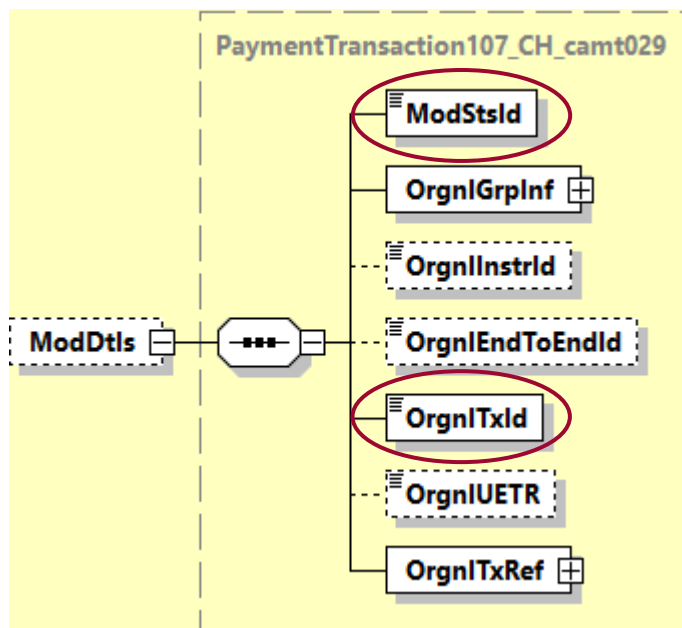 PaymentTransaction107_CH_camt029
ModStsId
OrgnlGrpInf
OrgnlInstrId
ModDtls
OrgnlEndToEndId
OrgnlTxId
OrgnlUETR
OrgnlTxRef